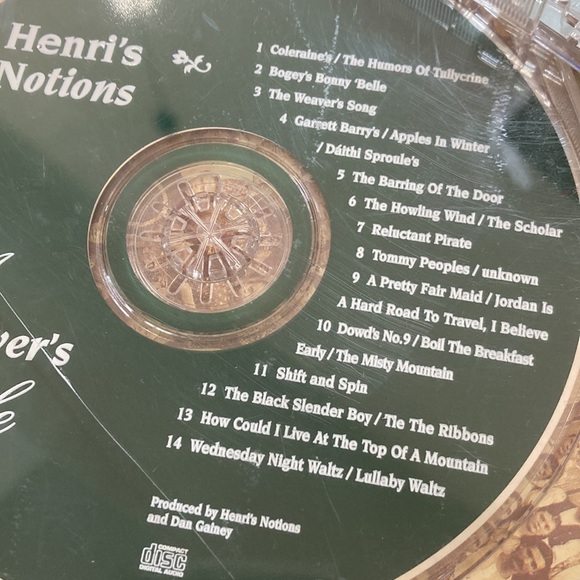 Henri's
Notions
1 Coleraine's / The Humors Of Tullycrine
2 Bogey's Bonny 'Belle
3 The Weaver's Song
4 Garrett Barry's / Apples In Winter
/ Dáithi Sproule's
5 The Barring Of The Door
6 The Howling Wind / The Scholar
7 Reluctant Pirate
8 Tommy Peoples / unknown
9 A Pretty Fair Maid / Jordan Is
A Hard Road To Travel, I Believe
10 Dowd's No.9 / Boil The Breakfast
Early / The Misty Mountain
11 Shift and Spin
12 The Black Slender Boy / Tie The Ribbons
13 How Could I Live At The Top Of A Mountain
14 Wednesday Night Waltz / Lullaby Waltz
Produced by Henri's Notions
and Dan Gainey
COMPACT
disc
DIGITAL AUDIO